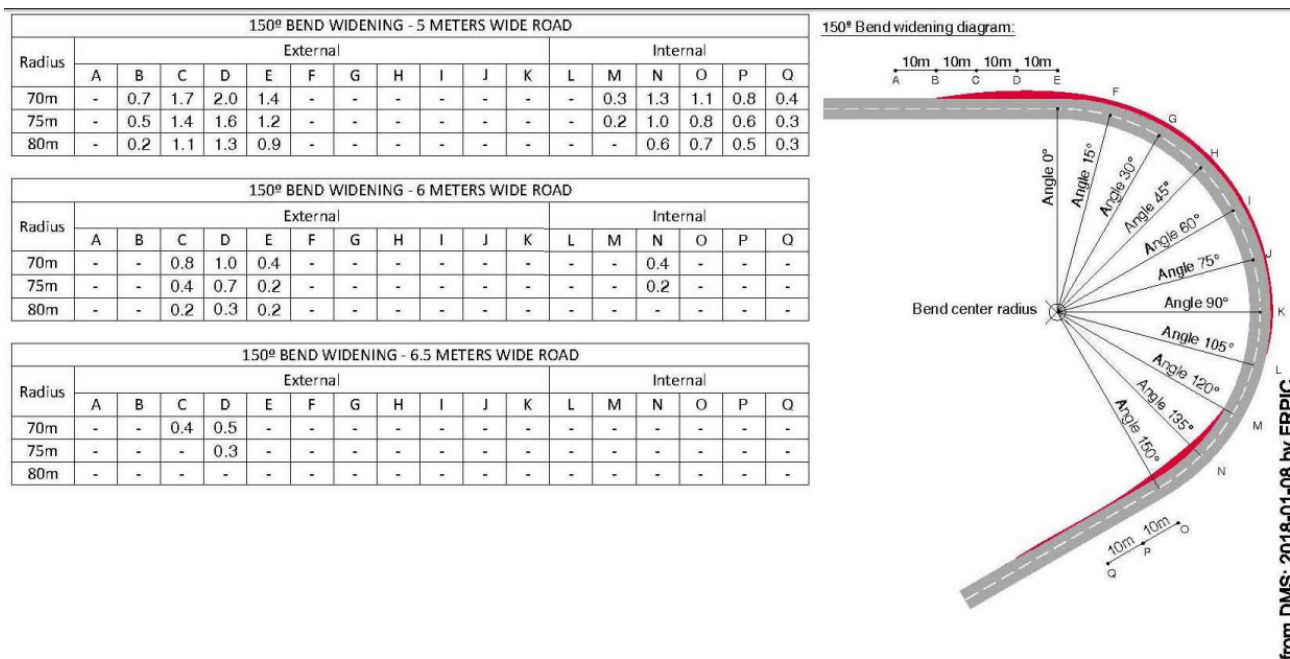 150º BEND WIDENING - 5 METERS WIDE ROAD
Radius External Internal
A B C D E F G H I J K L M N O P Q
70m - 0.7 1.7 2.0 1.4 - - - - - - - 0.3 1.3 1.1 0.8 0.4
75m - 0.5 1.4 1.6 1.2 - - - - - - - 0.2 1.0 0.8 0.6 0.3
80m - 0.2 1.1 1.3 0.9 - - - - - - - - 0.6 0.7 0.5 0.3
150º BEND WIDENING - 6 METERS WIDE ROAD
Radius External Internal
A B C D E F G H I J K L M N O P Q
70m - - 0.8 1.0 0.4 - - - - - - - - 0.4 - - -
75m - - 0.4 0.7 0.2 - - - - - - - - 0.2 - - -
80m - - 0.2 0.3 0.2 - - - - - - - - - - - -
150º BEND WIDENING - 6.5 METERS WIDE ROAD
Radius External Internal
A B C D E F G H I J K L M N O P Q
70m - - 0.4 0.5 - - - - - - - - - - - - -
75m - - - 0.3 - - - - - - - - - - - - -
80m - - - - - - - - - - - - - - - - -
150º Bend widening diagram:
10m 10m 10m 10m
A B C D E
F
G
H
I
J
K
L
M
N
O
P
Q
10m 10m
Angle 0°
Angle 15°
Angle 30°
Angle 45°
Angle 60°
Angle 75°
Angle 90°
Angle 105°
Angle 120°
Angle 135°
Angle 150°
Bend center radius
from DMS: 2018-01-08 by FRPIC